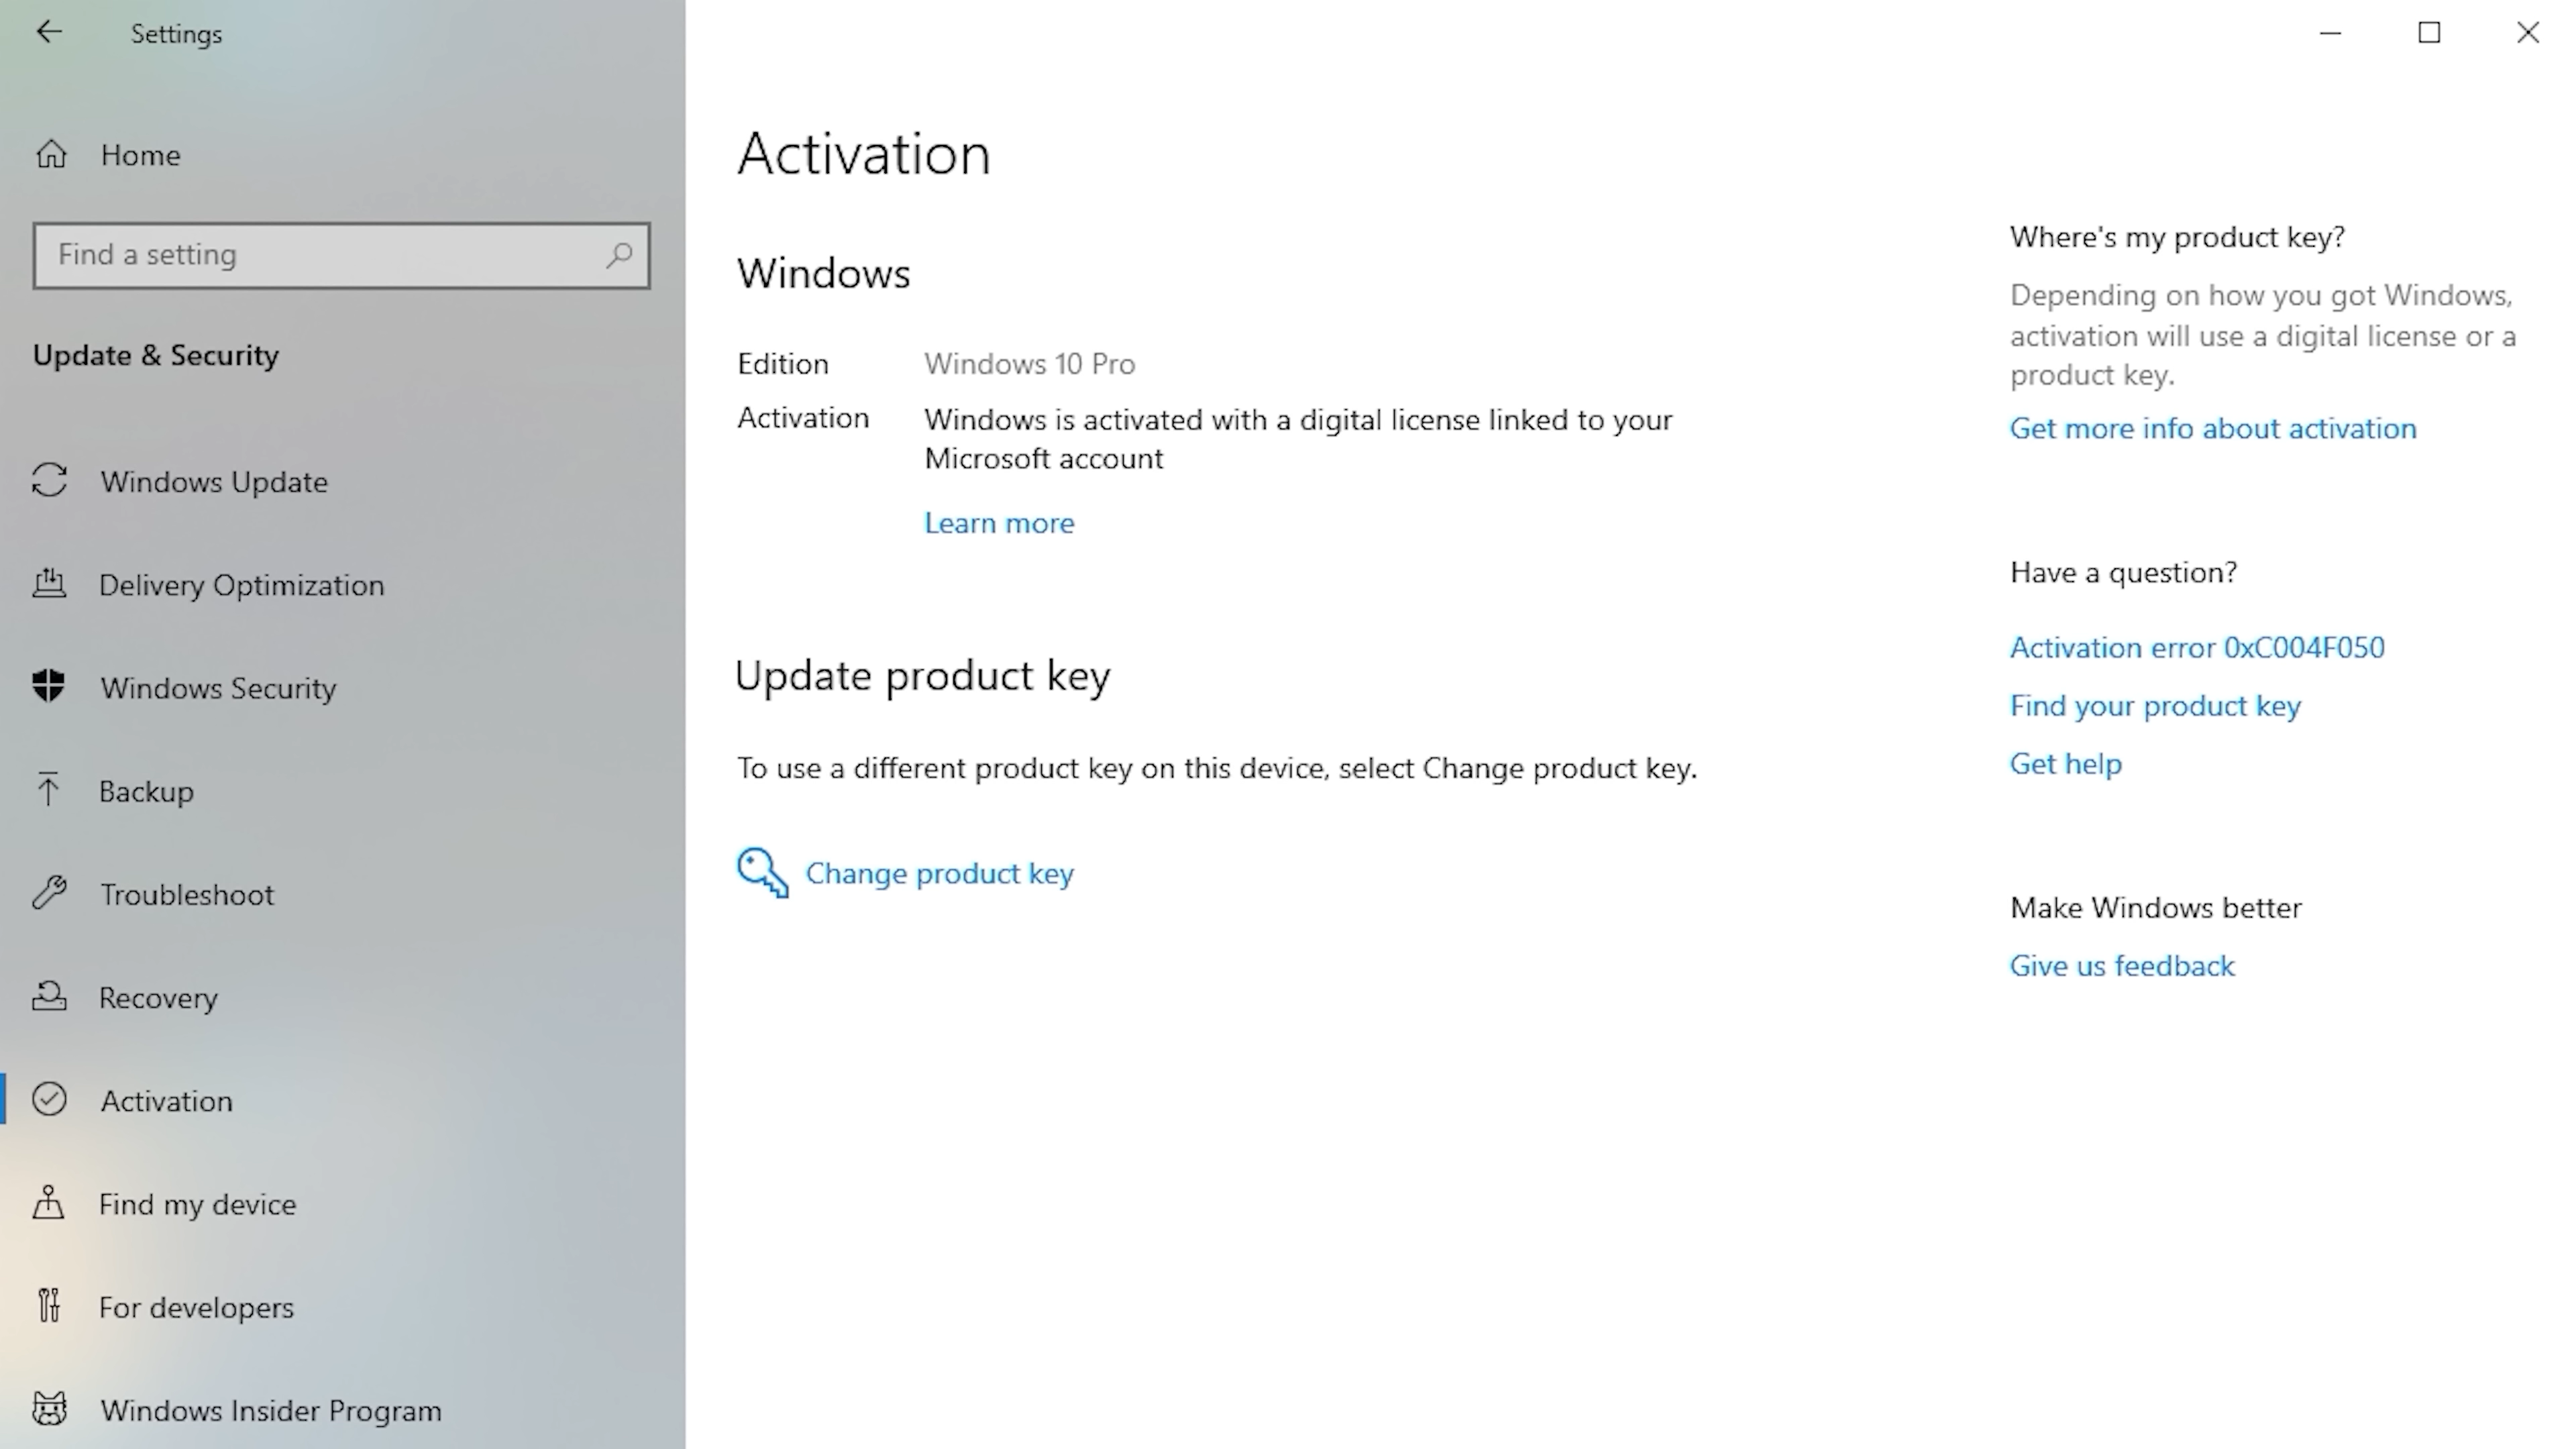 Settings
Home
Find a setting
Update & Security
Windows Update
Delivery Optimization
Windows Security
Backup
Troubleshoot
Recovery
Activation
Find my device
For developers
Windows Insider Program
Activation
Windows
Edition Windows 10 Pro
Activation Windows is activated with a digital license linked to your
Microsoft account
Learn more
Update product key
To use a different product key on this device, select Change product key.
Change product key
Where's my product key?
Depending on how you got Windows,
activation will use a digital license or a
product key.
Get more info about activation
Have a question?
Activation error 0xC004F050
Find your product key
Get help
Make Windows better
Give us feedback